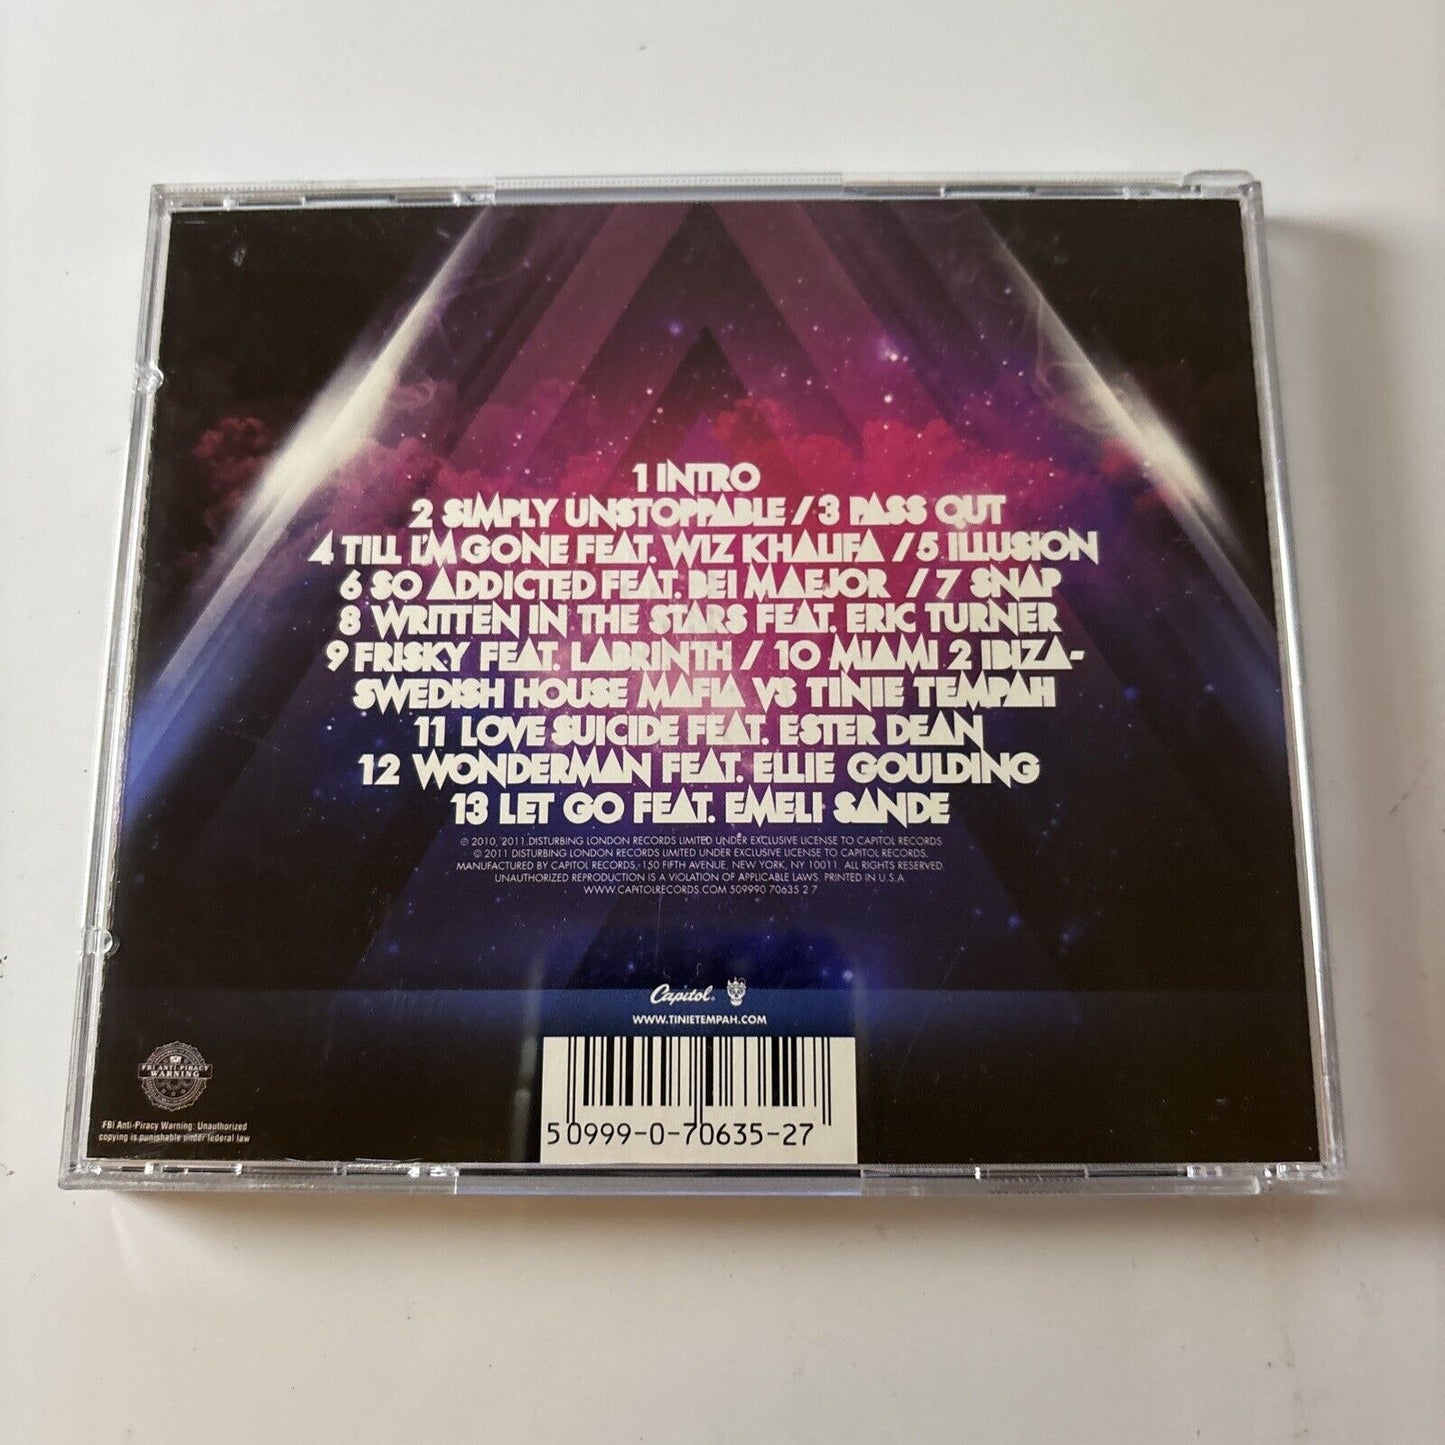 1 INTRO
2 SIMPLY UNSTOPPABLE / 3 PASS OUT
4 TILL I'M GONE FEAT. WIZ KHALIFA / 5 ILLUSION
6 SO ADDICTED FEAT. BEI MAEJOR / 7 SNAP
8 WRITTEN IN THE STARS FEAT. ERIC TURNER
9 FRISKY FEAT. LABRINTH / 10 MIAMI 2 IBIZA-
SWEDISH HOUSE MAFIA VS TINIE TEMPAH
11 LOVE SUICIDE FEAT. ESTER DEAN
12 WONDERMAN FEAT. ELLIE GOULDING
13 LET GO FEAT. EMELI SANDE
℗ 2010, 2011 DISTURBING LONDON RECORDS LIMITED UNDER EXCLUSIVE LICENSE TO CAPITOL RECORDS
© 2011 DISTURBING LONDON RECORDS LIMITED UNDER EXCLUSIVE LICENSE TO CAPITOL RECORDS.
MANUFACTURED BY CAPITOL RECORDS, 150 FIFTH AVENUE, NEW YORK, NY 10011. ALL RIGHTS RESERVED.
UNAUTHORIZED REPRODUCTION IS A VIOLATION OF APPLICABLE LAWS. PRINTED IN U.S.A.
WWW.CAPITOLRECORDS.COM 509990 70635 2 7
Capitol.
WWW.TINIETEMPAH.COM
FBI ANTI-PIRACY
WARNING
FBI Anti-Piracy Warning: Unauthorized
copying is punishable under federal law
5 0999-0-70635-27